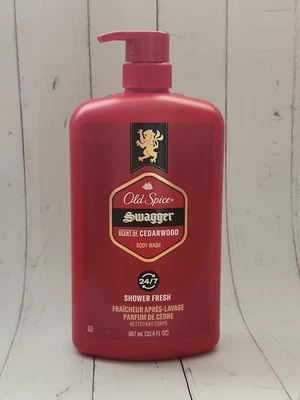 Old Spice®
Swagger
SCENT OF CEDARWOOD
BODY WASH
24/7
SHOWER FRESH
FRAÎCHEUR APRÈS-LAVAGE
PARFUM DE CÈDRE
NETTOYANT CORPS
987 mL (33.4 FL OZ)